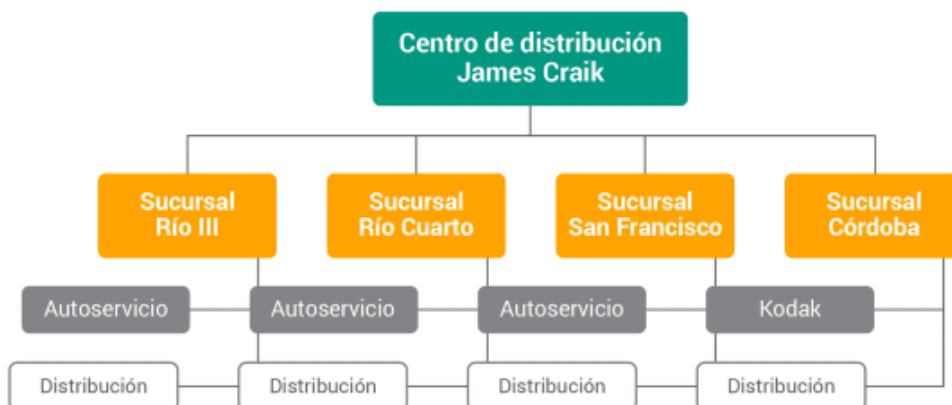 Centro de distribución
James Craik
Sucursal
Río III
Sucursal
Río Cuarto
Sucursal
San Francisco
Sucursal
Córdoba
Autoservicio
Autoservicio
Autoservicio
Kodak
Distribución
Distribución
Distribución
Distribución